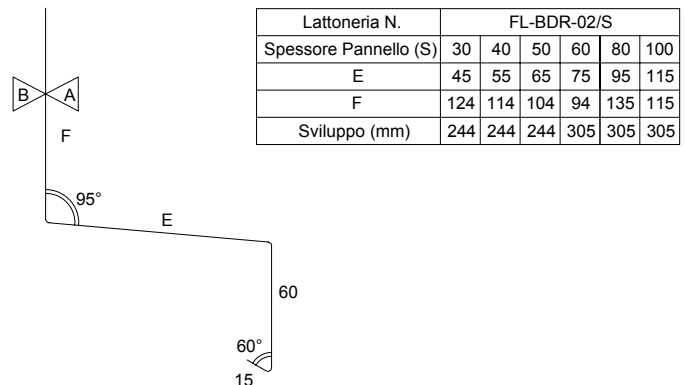 Lattoneria N. FL-BDR-02/S
Spessore Pannello (S) 30 40 50 60 80 100
E 45 55 65 75 95 115
F 124 114 104 94 135 115
Sviluppo (mm) 244 244 244 305 305 305
B A
F
95°
E
60
60°
15